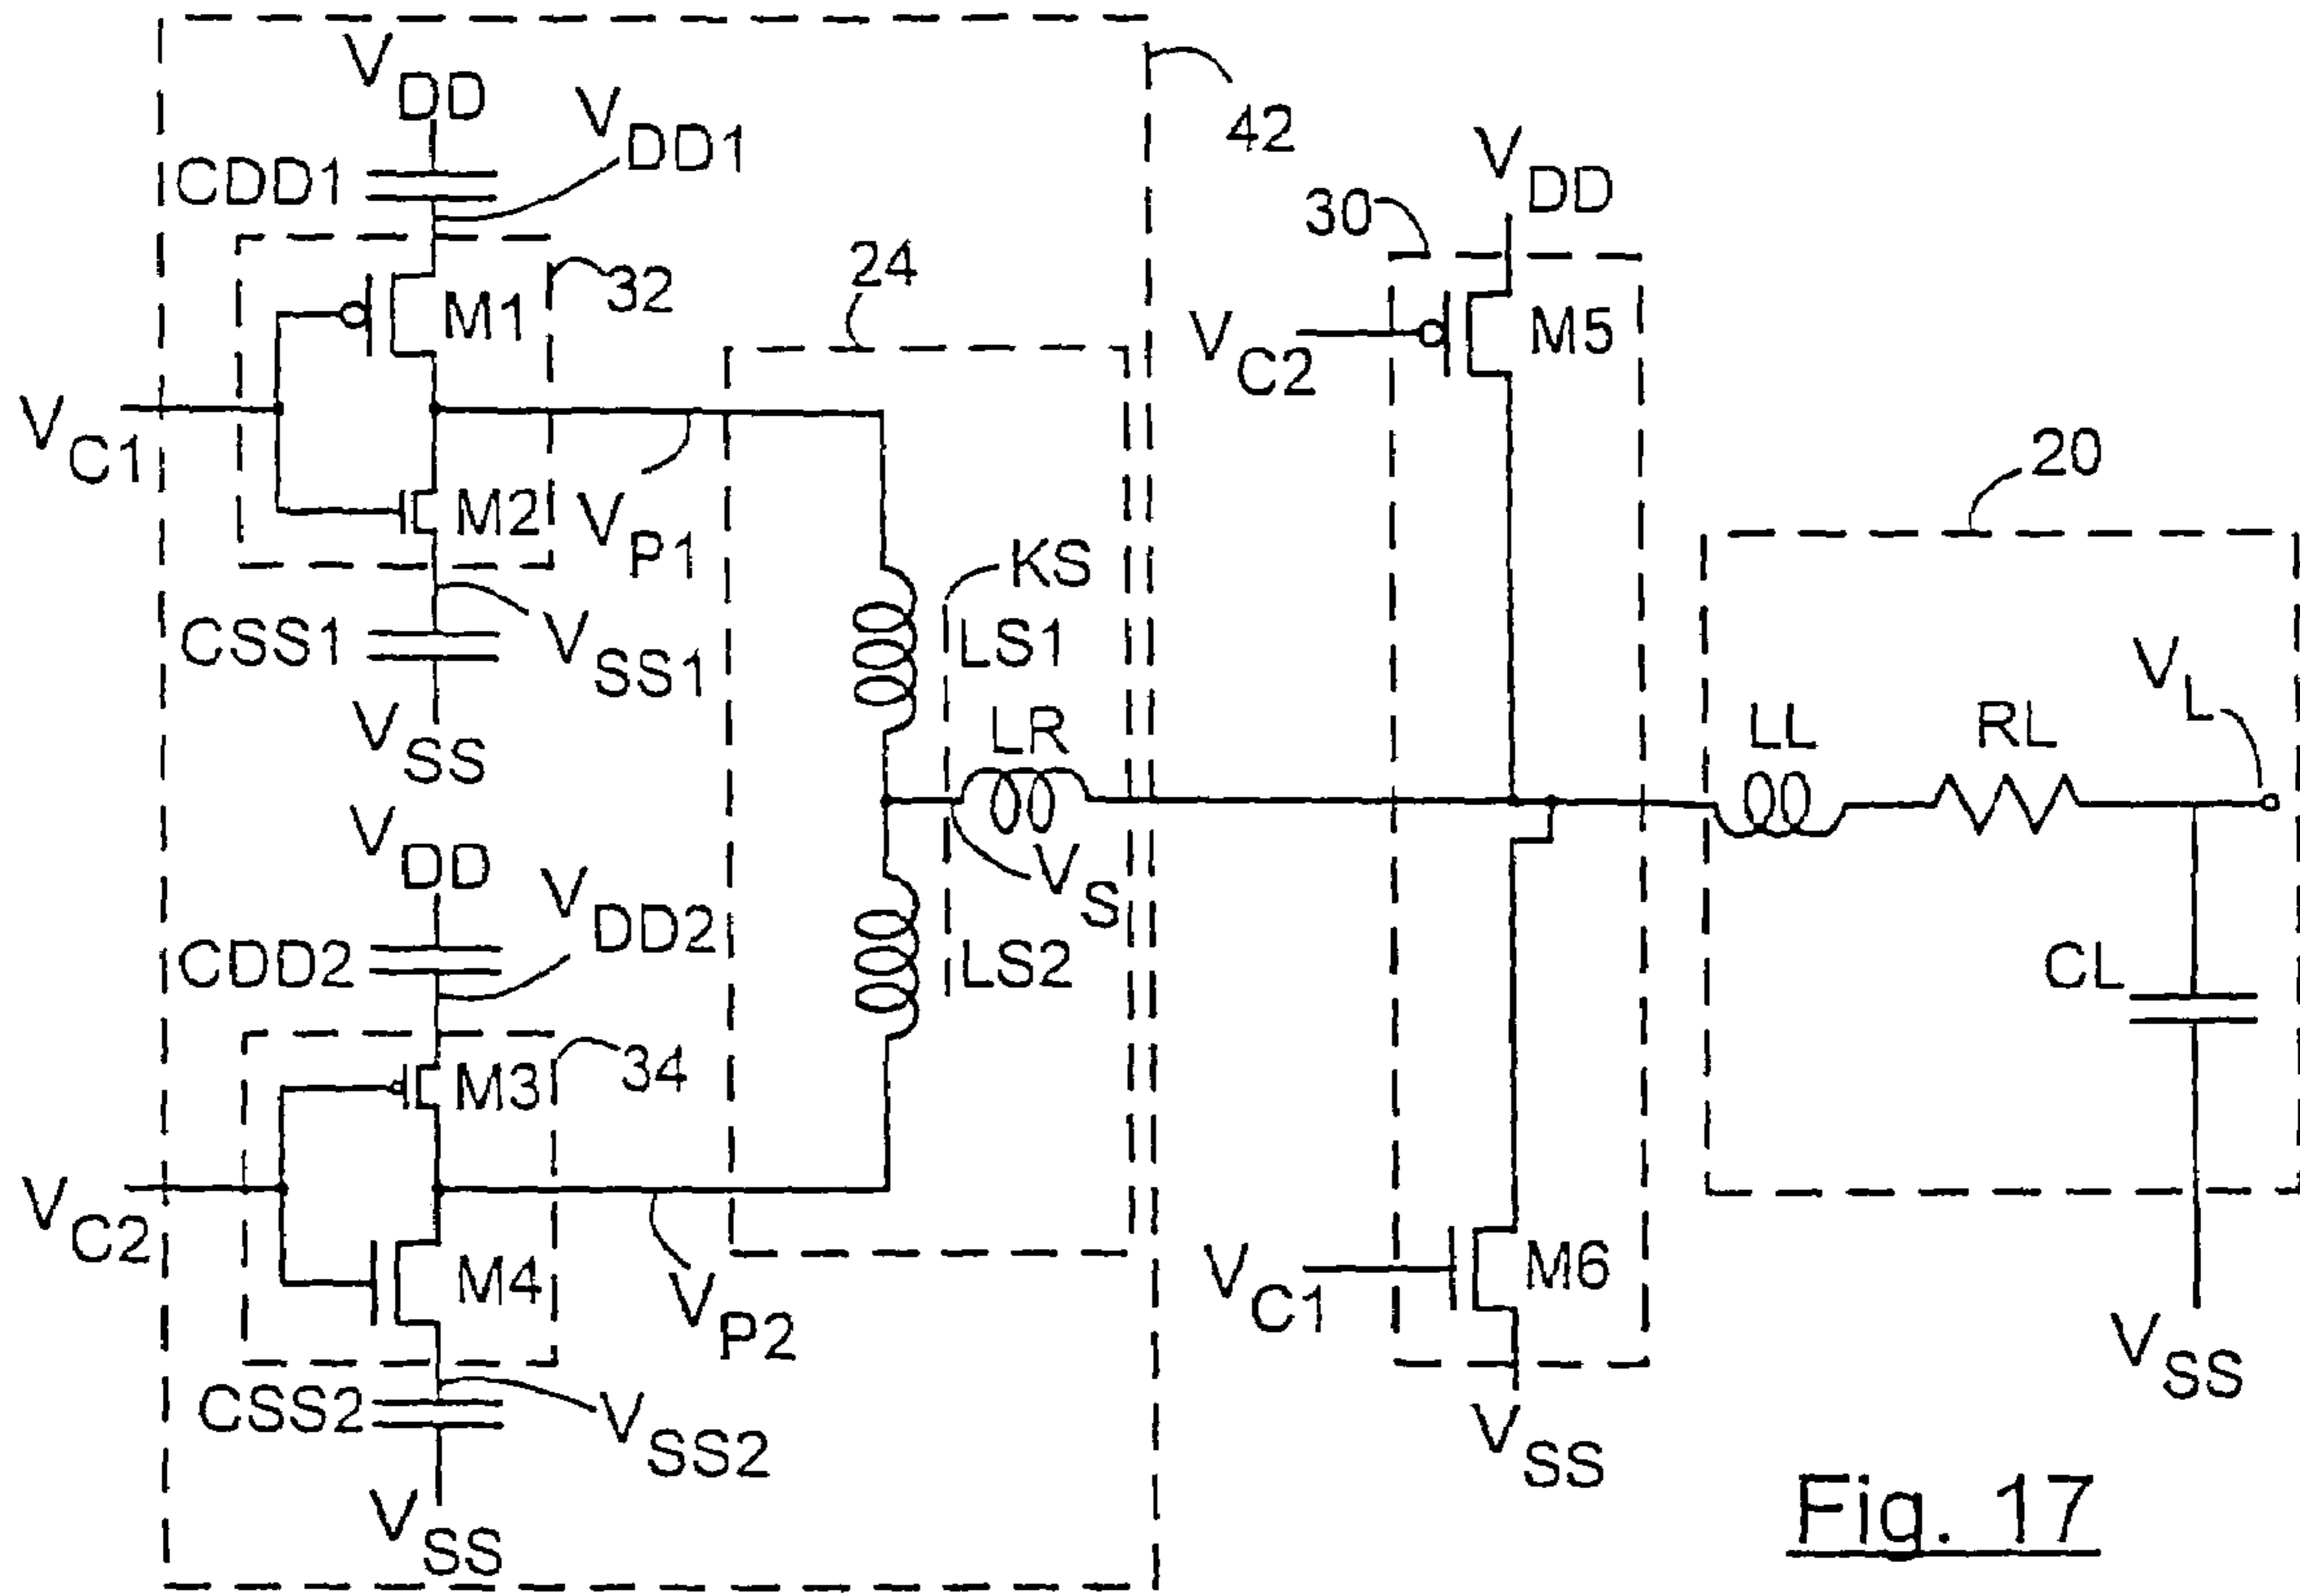 VDD
VDD1
42
CDD1
VDD
30
24
32
M1
M5
VC2
VC1
20
M2
VP1
KS
CSS1
VSS1
LS1
VL
LR
LL
RL
VSS
VDD
VDD2
VS
CDD2
LS2
CL
34
M3
VC2
M4
VP2
VC1
M6
VSS
CSS2
VSS2
VSS
VSS
Fig. 17